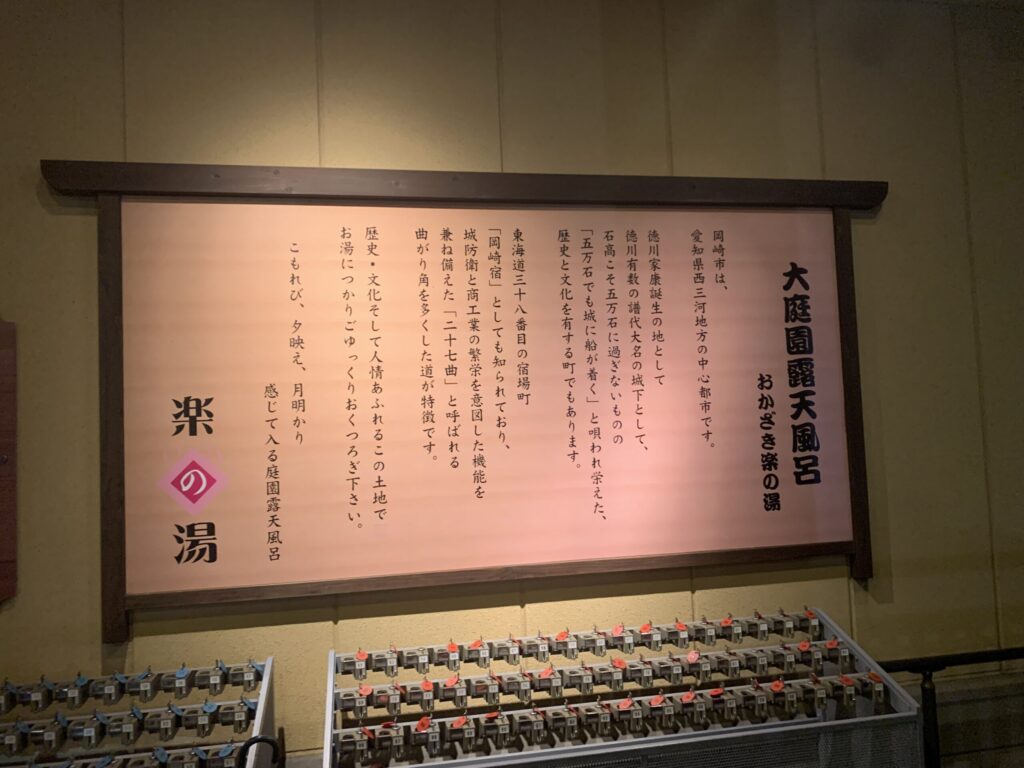 大庭園露天風呂
おかざき楽の湯
岡崎市は、
愛知県西三河地方の中心都市です。
徳川家康誕生の地として
徳川有数の譜代大名の城下として、
石高こそ五万石に過ぎないものの
「五万石でも城に船が着く」と唄われ栄えた、
歴史と文化を有する町でもあります。
東海道三十八番目の宿場町
「岡崎宿」としても知られており、
城防衛と商工業の繁栄を意図した機能を
兼ね備えた「二十七曲」と呼ばれる
曲がり角を多くした道が特徴です。
歴史・文化そして人情あふれるこの土地で
お湯につかりごゆっくりおくつろぎ下さい。
こもれび、夕映え、月明かり
感じて入る庭園露天風呂
楽の湯